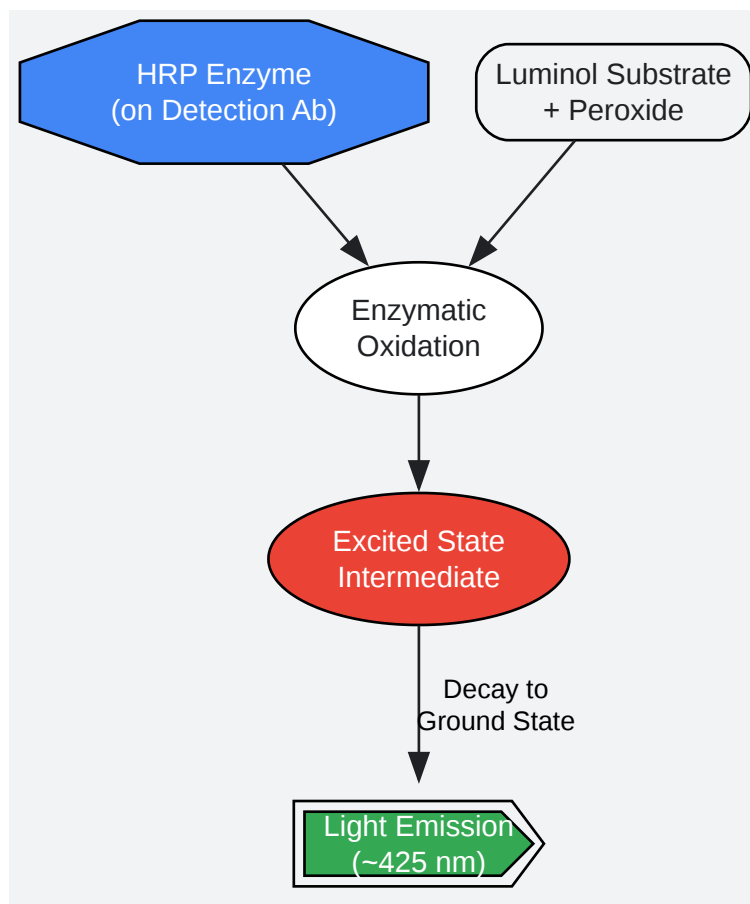 HRP Enzyme
(on Detection Ab)
Luminol Substrate
+ Peroxide
Enzymatic
Oxidation
Excited State
Intermediate
Decay to
Ground State
Light Emission
(~425 nm)